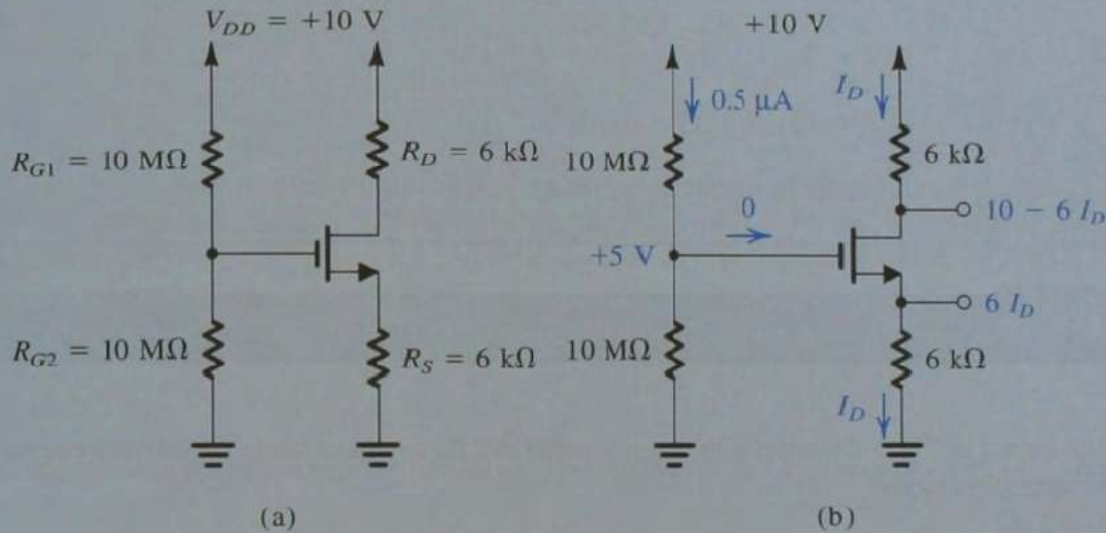 V_DD = +10 V
R_G1 = 10 MΩ
R_D = 6 kΩ
R_G2 = 10 MΩ
R_S = 6 kΩ
(a)
+10 V
0.5 μA
I_D
10 MΩ
6 kΩ
0
10 − 6 I_D
+5 V
6 I_D
10 MΩ
6 kΩ
I_D
(b)